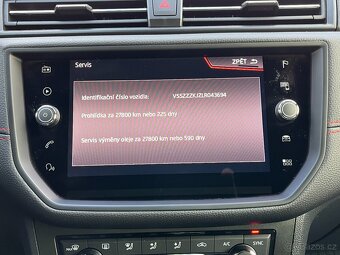 Servis
ZPĚT
Identifikační číslo vozidla: VSSZZZKJZLR043694
Prohlídka za 27800 km nebo 225 dny
Servis výměny oleje za 27800 km nebo 590 dny
A/C
SYNC